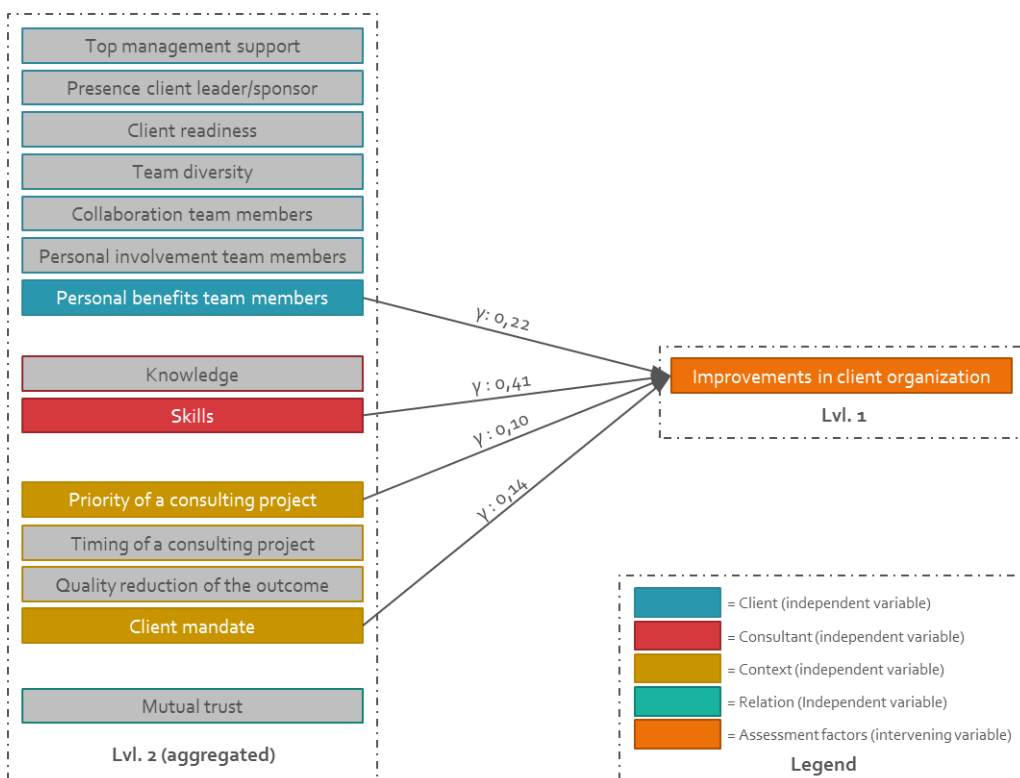 Top management support
Presence client leader/sponsor
Client readiness
Team diversity
Collaboration team members
Personal involvement team members
Personal benefits team members
Knowledge
Skills
Priority of a consulting project
Timing of a consulting project
Quality reduction of the outcome
Client mandate
Mutual trust
Lvl. 2 (aggregated)
γ: 0,22
γ: 0,41
γ: 0,10
γ: 0,14
Improvements in client organization
Lvl. 1
= Client (independent variable)
= Consultant (independent variable)
= Context (independent variable)
= Relation (Independent variable)
= Assessment factors (intervening variable)
Legend